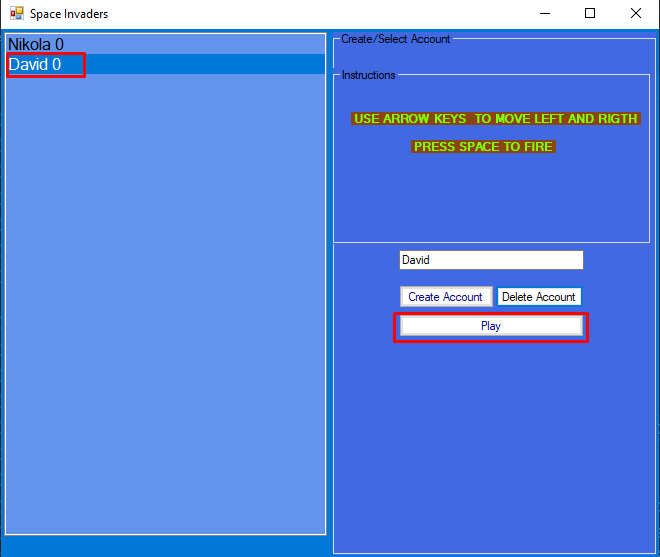 Space Invaders
Nikola 0
David 0
Create/Select Account
Instructions
USE ARROW KEYS  TO MOVE LEFT AND RIGTH
PRESS SPACE TO FIRE
David
Create Account
Delete Account
Play